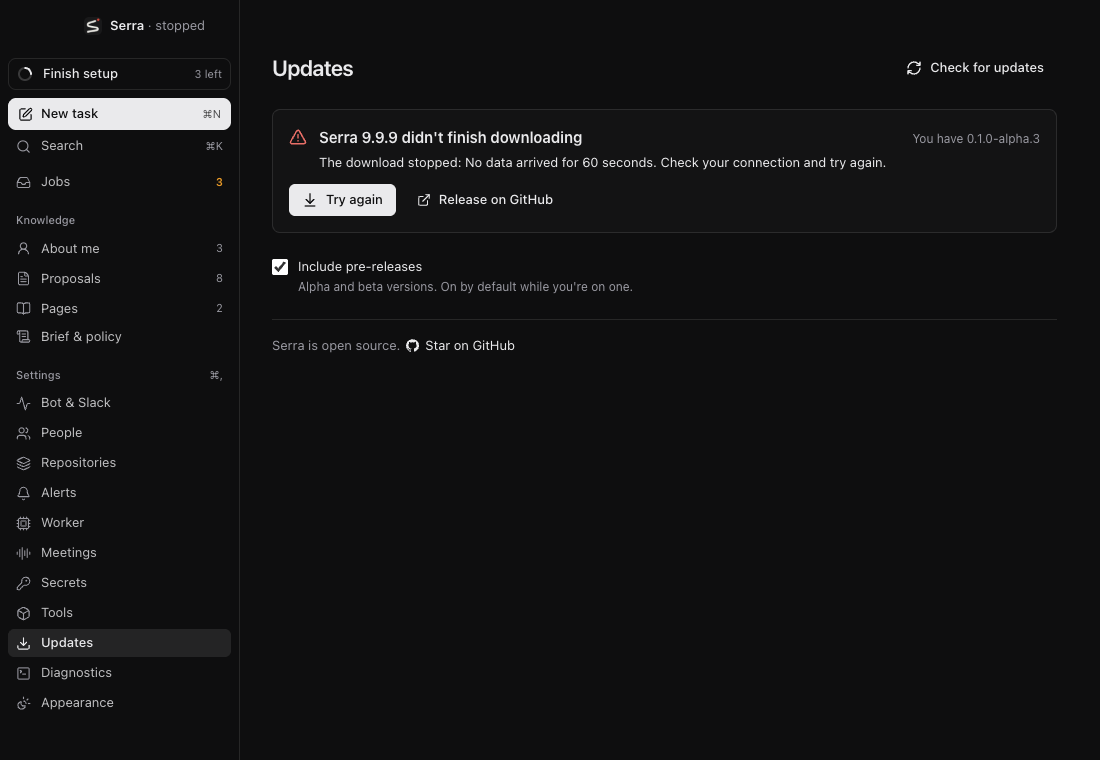 Serra · stopped
Finish setup 3 left
New task ⌘N
Search ⌘K
Jobs 3
Knowledge
About me 3
Proposals 8
Pages 2
Brief & policy
Settings ⌘,
Bot & Slack
People
Repositories
Alerts
Worker
Meetings
Secrets
Tools
Updates
Diagnostics
Appearance
Updates
Check for updates
Serra 9.9.9 didn't finish downloading
You have 0.1.0-alpha.3
The download stopped: No data arrived for 60 seconds. Check your connection and try again.
Try again
Release on GitHub
Include pre-releases
Alpha and beta versions. On by default while you're on one.
Serra is open source. Star on GitHub